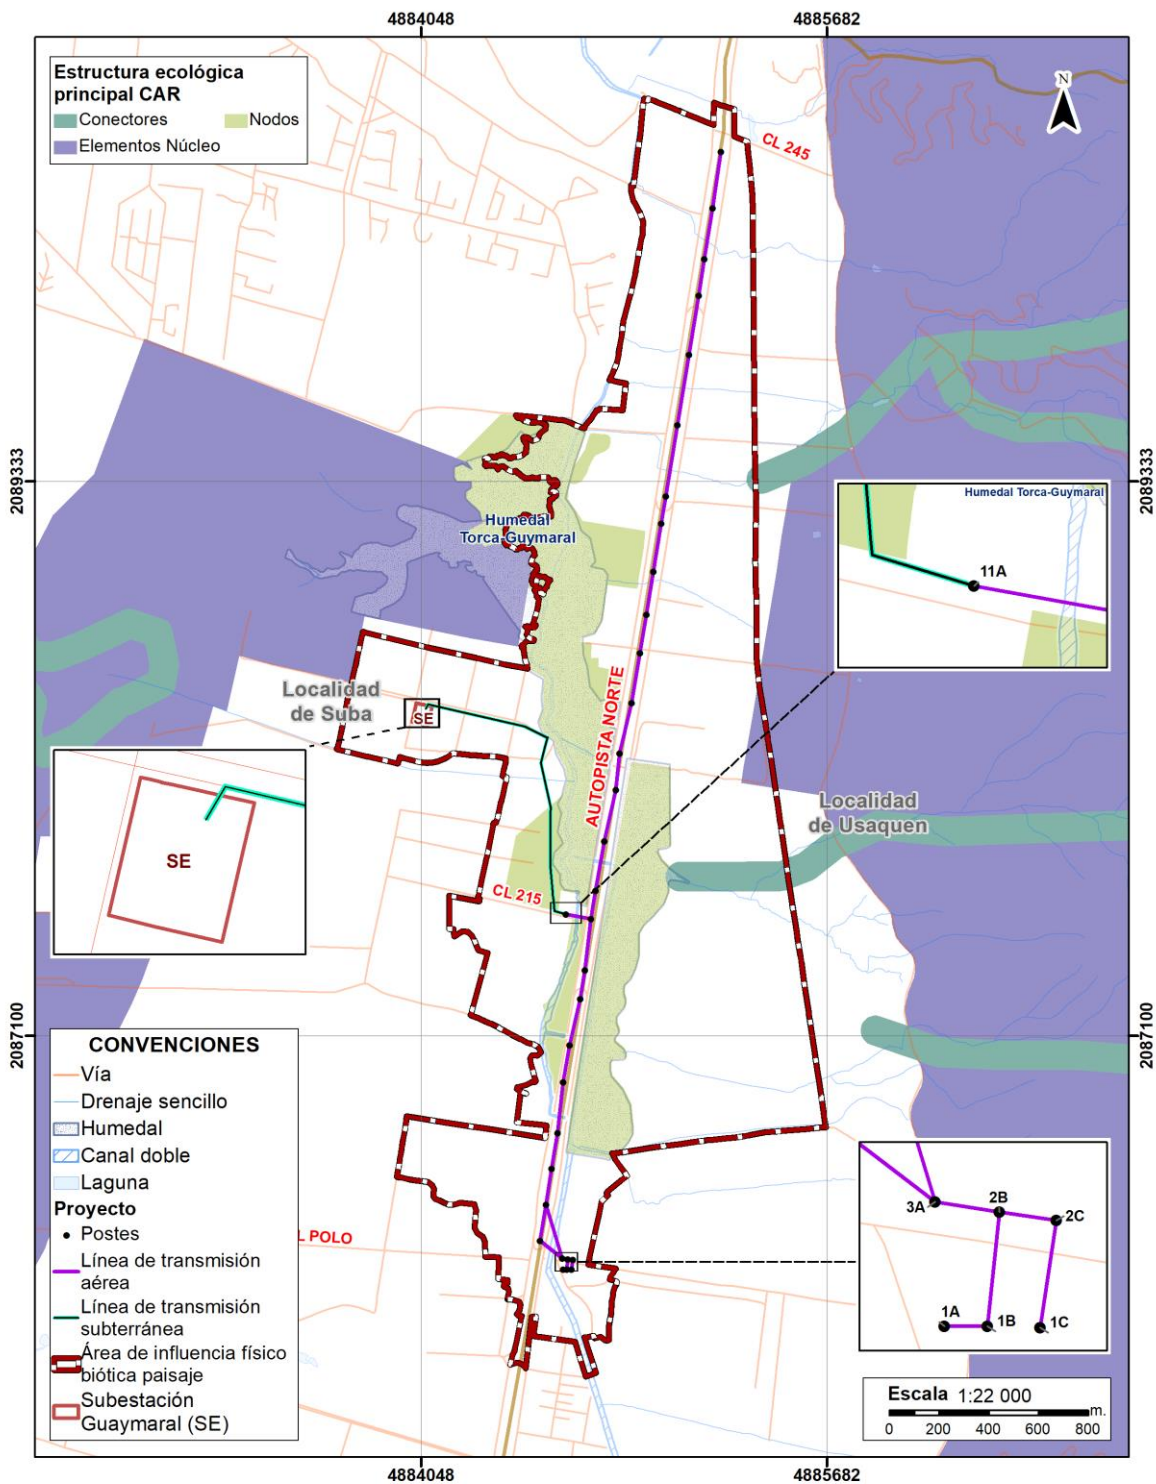 4884048
4885682
Estructura ecológica
principal CAR
Conectores
Nodos
Elementos Núcleo
N
CL 245
2089333
2089333
Humedal Torca-Guymaral
11A
Humedal
Torca-Guymaral
Localidad
de Suba
SE
AUTOPISTA NORTE
SE
Localidad
de Usaquen
CL 215
2087100
2087100
CONVENCIONES
Vía
Drenaje sencillo
Humedal
Canal doble
Laguna
Proyecto
Postes
Línea de transmisión
aérea
Línea de transmisión
subterránea
Área de influencia físico
biótica paisaje
Subestación
Guaymaral (SE)
L POLO
3A
2B
2C
1A
1B
1C
Escala 1:22 000
m.
0 200 400 600 800
4884048
4885682